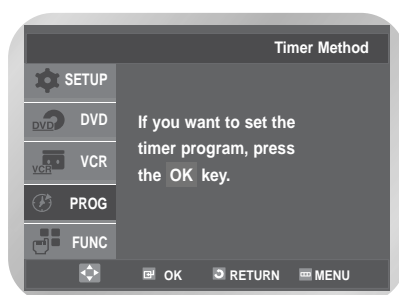 Timer Method
SETUP
DVD DVD
VCR VCR
PROG
FUNC
If you want to set the
timer program, press
the OK key.
OK RETURN MENU